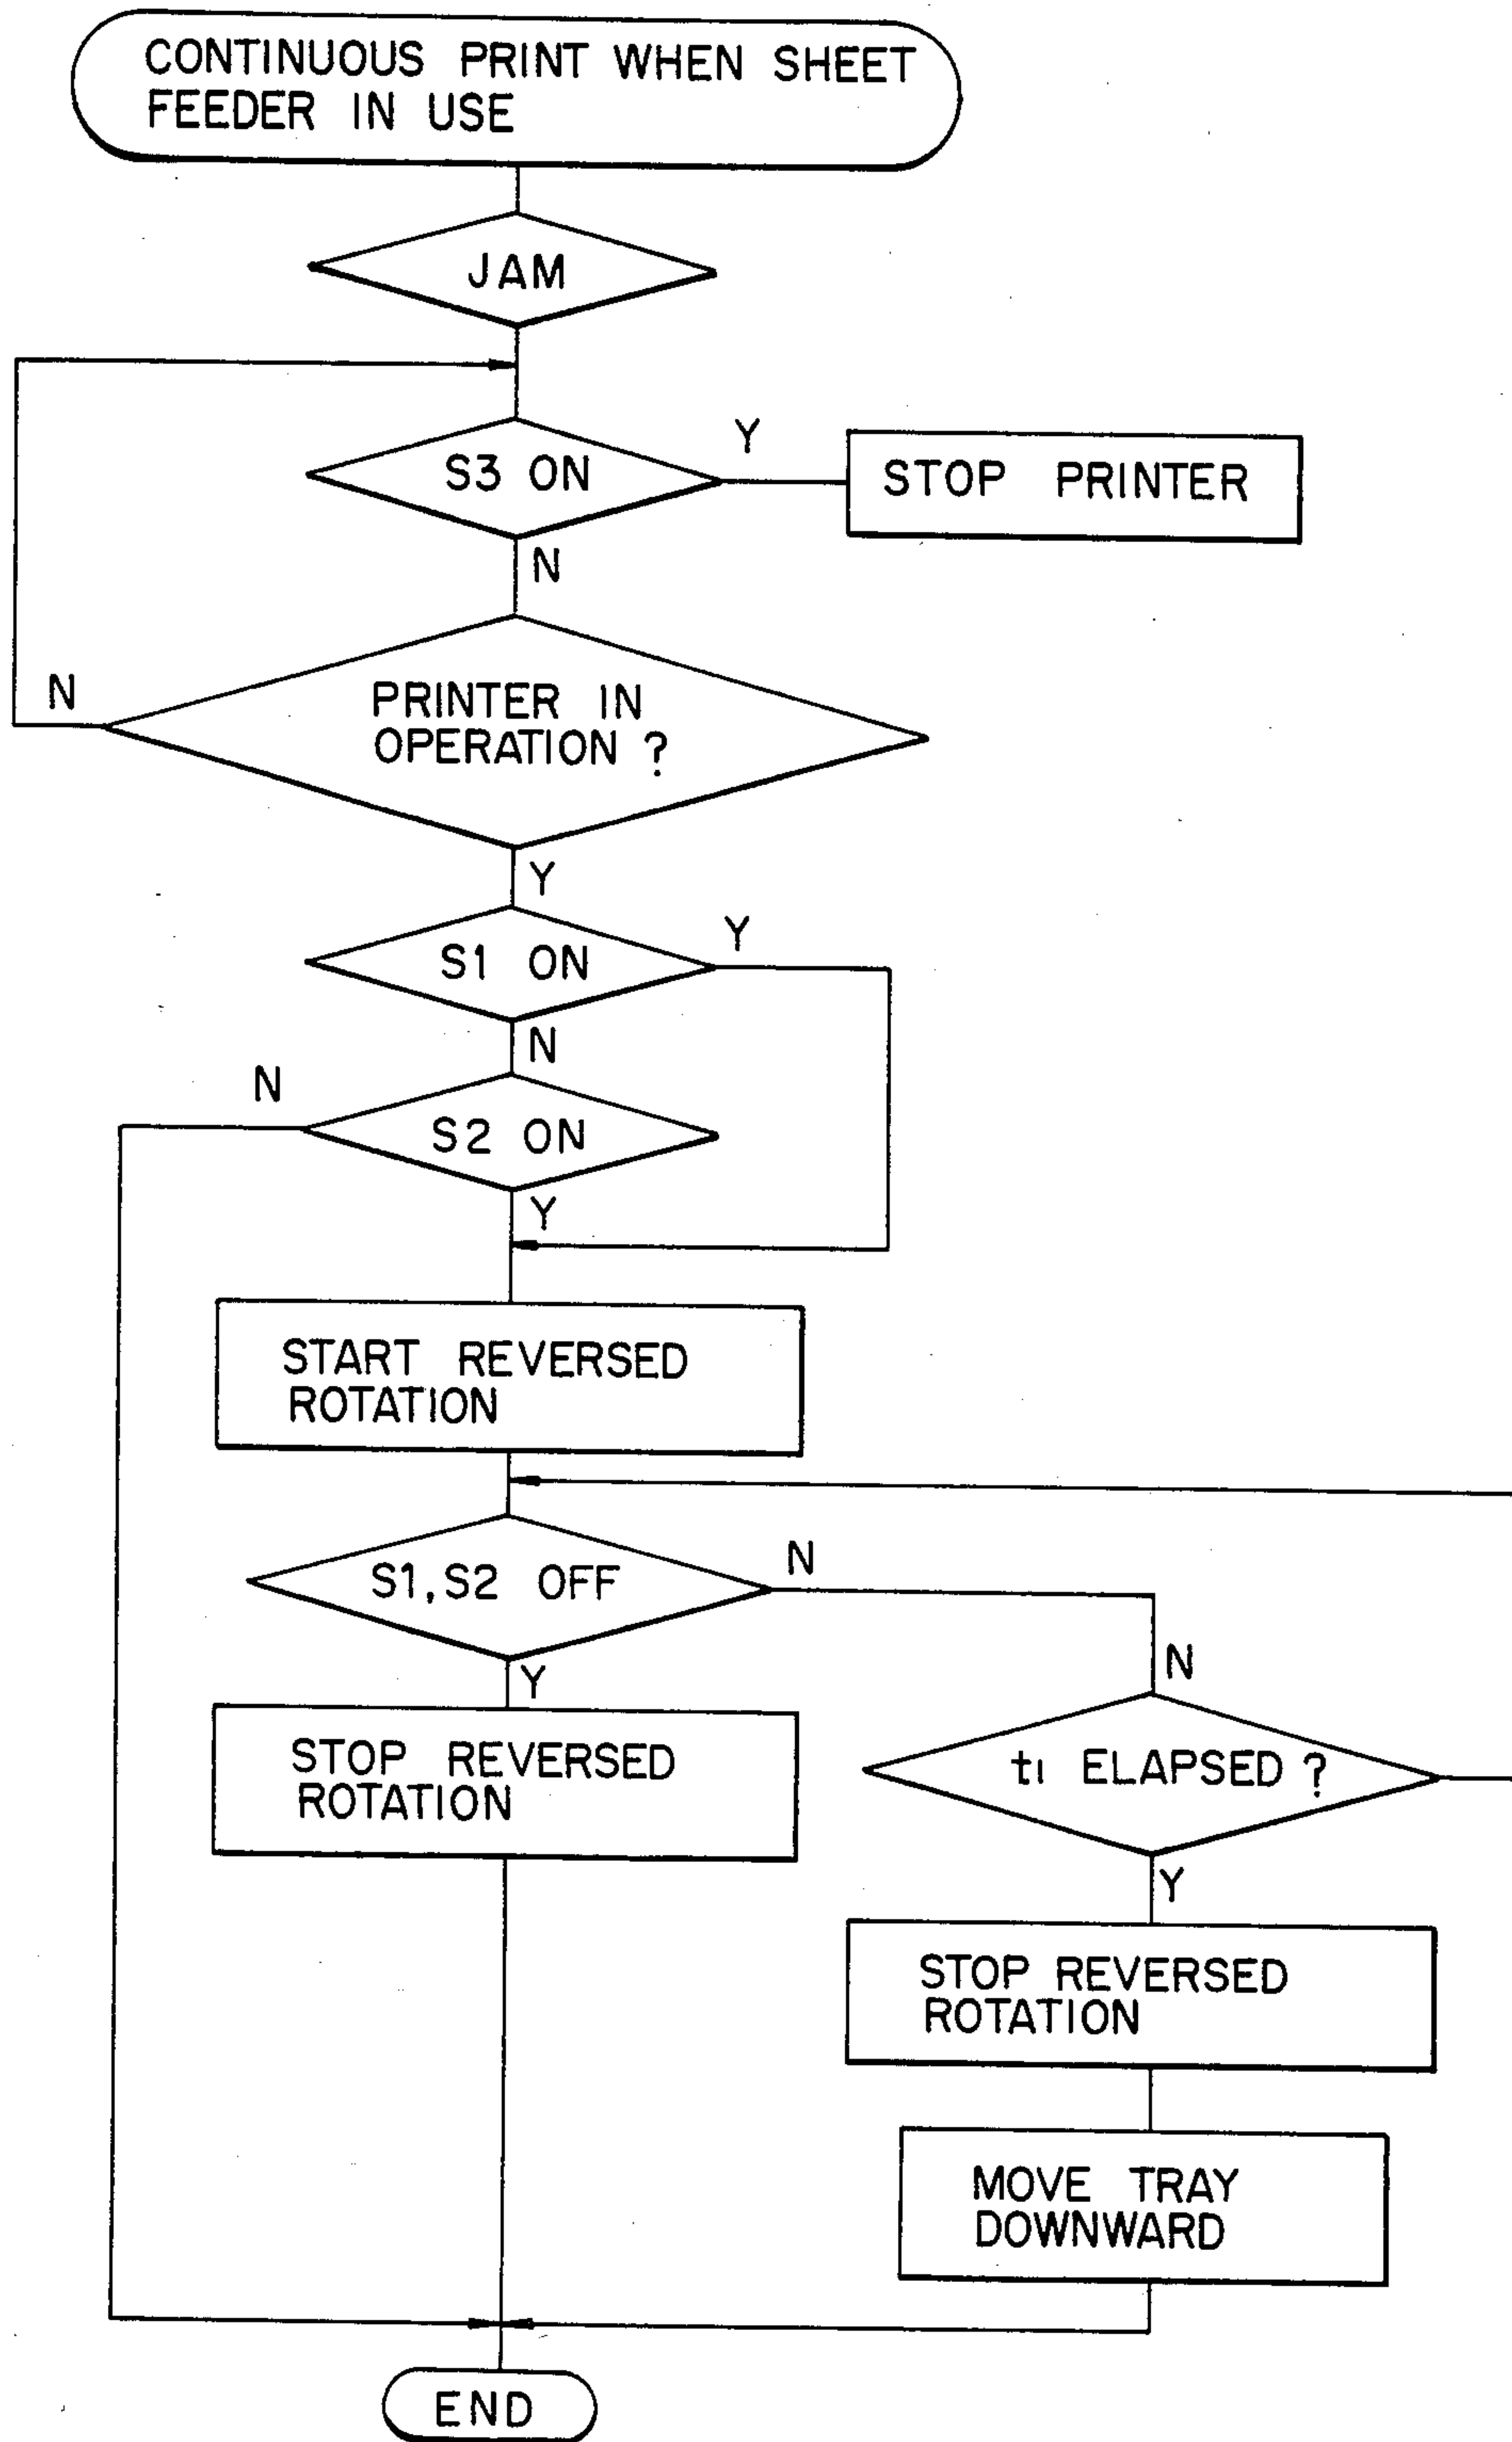 CONTINUOUS PRINT WHEN SHEET
FEEDER IN USE
JAM
S3 ON
Y
STOP PRINTER
N
PRINTER IN
OPERATION ?
N
Y
S1 ON
Y
N
S2 ON
N
Y
START REVERSED
ROTATION
S1, S2 OFF
N
Y
N
STOP REVERSED
ROTATION
t1 ELAPSED ?
Y
STOP REVERSED
ROTATION
MOVE TRAY
DOWNWARD
END